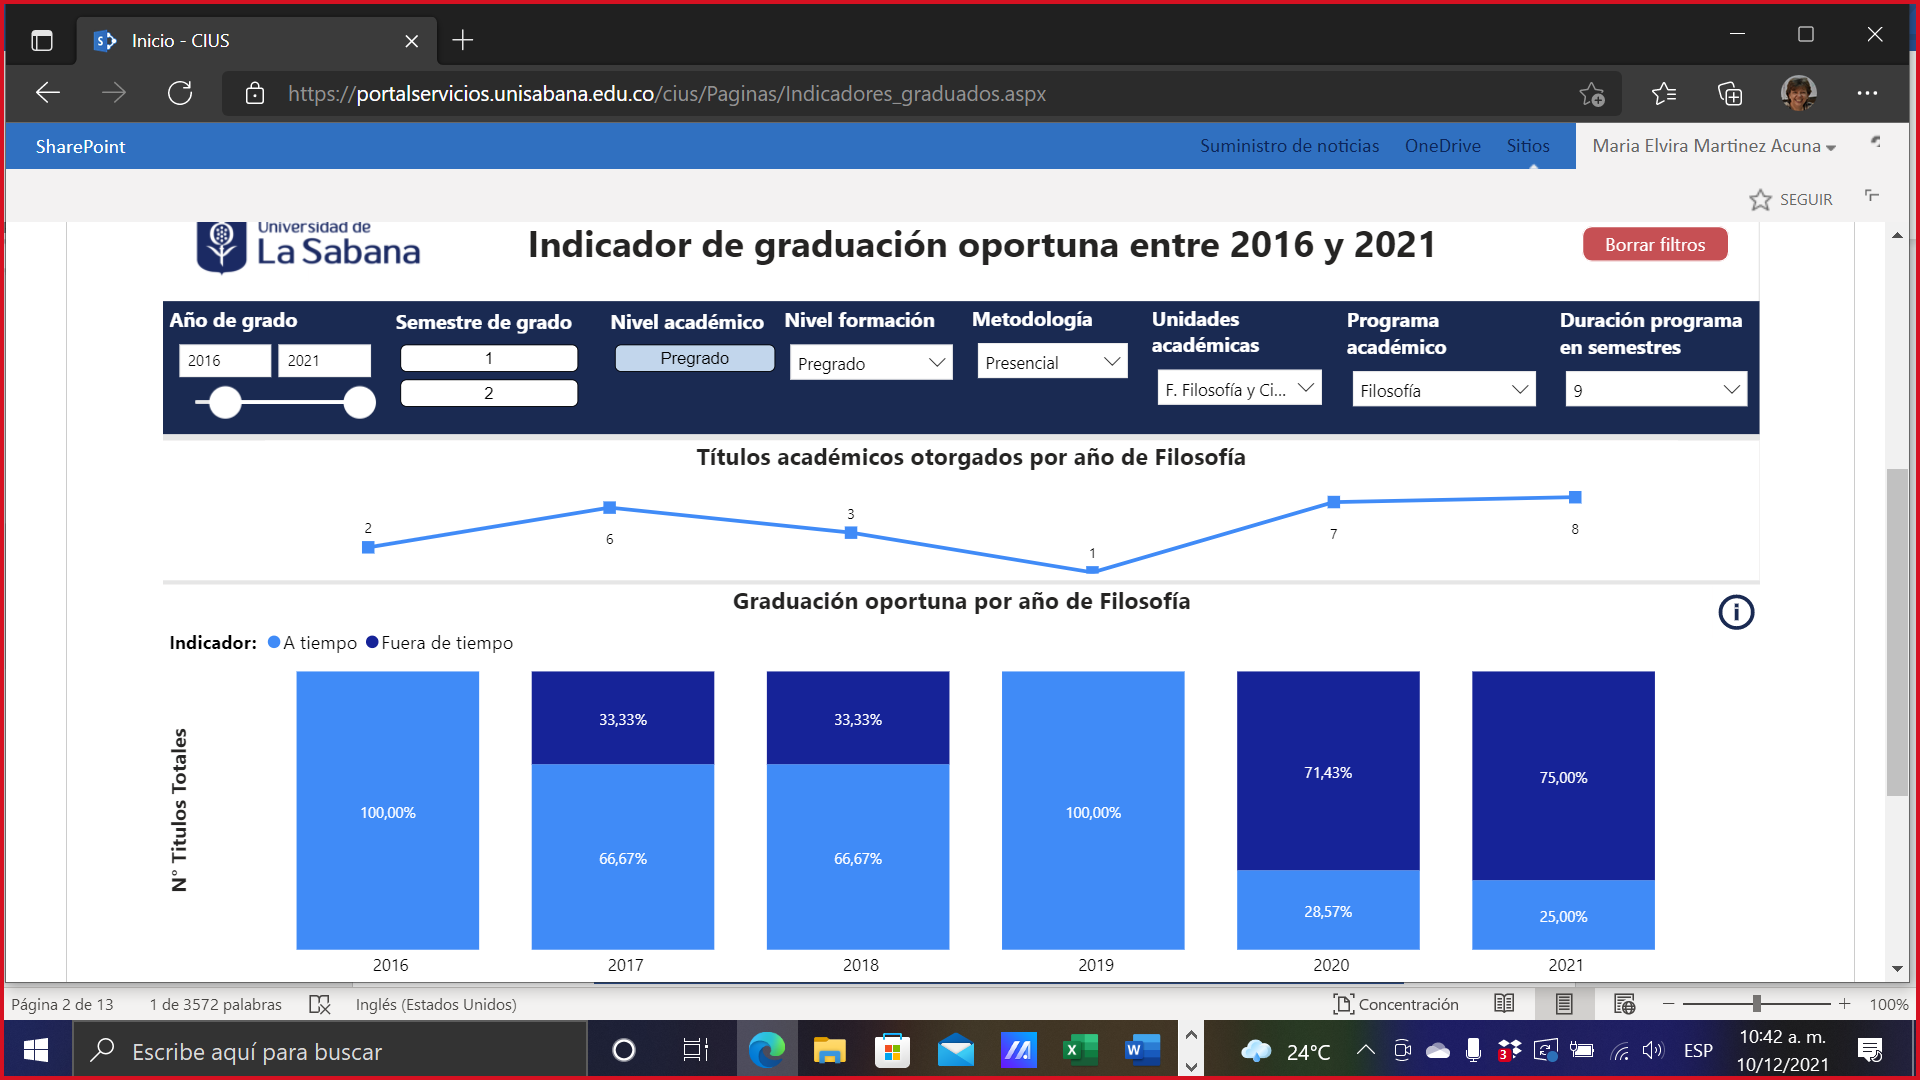 Inicio - CIUS
https://portalservicios.unisabana.edu.co/cius/Paginas/Indicadores_graduados.aspx
SharePoint
Suministro de noticias OneDrive Sitios Maria Elvira Martinez Acuna
SEGUIR
Universidad de
La Sabana
Indicador de graduación oportuna entre 2016 y 2021
Borrar filtros
Año de grado
2016 2021
Semestre de grado
1
2
Nivel académico
Pregrado
Nivel formación
Pregrado
Metodología
Presencial
Unidades
académicas
F. Filosofía y Ci...
Programa
académico
Filosofía
Duración programa
en semestres
9
Títulos académicos otorgados por año de Filosofía
2 6 3 1 7 8
Graduación oportuna por año de Filosofía
Indicador: A tiempo Fuera de tiempo
N° Titulos Totales
33,33% 33,33%
71,43% 75,00%
100,00% 100,00%
66,67% 66,67%
28,57% 25,00%
2016 2017 2018 2019 2020 2021
Página 2 de 13 1 de 3572 palabras Inglés (Estados Unidos) Concentración 100%
Escribe aquí para buscar
24°C
3
ESP
10:42 a. m.
10/12/2021